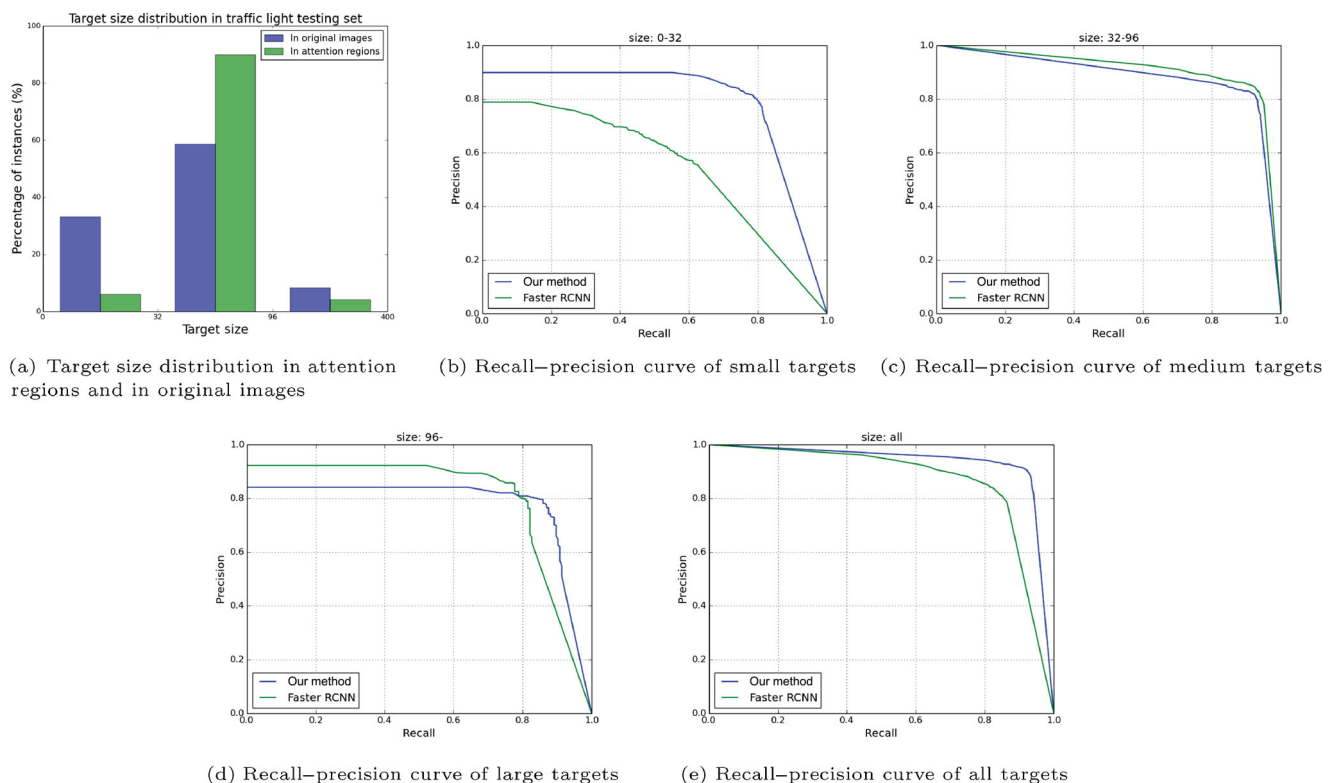 Target size distribution in traffic light testing set
In original images
In attention regions
Percentage of instances (%)
100
80
60
40
20
0
0 32 96 400
Target size
(a) Target size distribution in attention
regions and in original images
size: 0-32
Precision
1.0
0.8
0.6
0.4
0.2
0.0
Our method
Faster RCNN
0.0 0.2 0.4 0.6 0.8 1.0
Recall
(b) Recall–precision curve of small targets
size: 32-96
Precision
1.0
0.8
0.6
0.4
0.2
0.0
Our method
Faster RCNN
0.0 0.2 0.4 0.6 0.8 1.0
Recall
(c) Recall–precision curve of medium targets
size: 96-
Precision
1.0
0.8
0.6
0.4
0.2
0.0
Our method
Faster RCNN
0.0 0.2 0.4 0.6 0.8 1.0
Recall
(d) Recall–precision curve of large targets
size: all
Precision
1.0
0.8
0.6
0.4
0.2
0.0
Our method
Faster RCNN
0.0 0.2 0.4 0.6 0.8 1.0
Recall
(e) Recall–precision curve of all targets